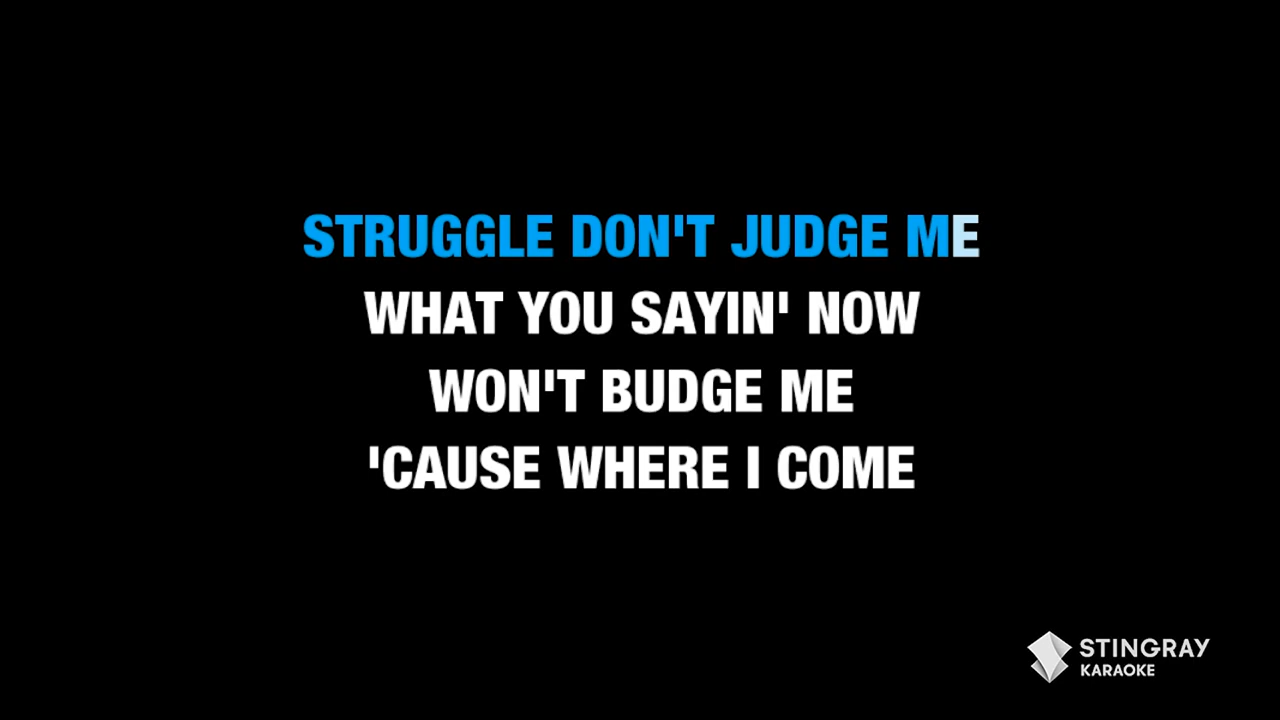 STRUGGLE DON'T JUDGE ME
WHAT YOU SAYIN' NOW
WON'T BUDGE ME
'CAUSE WHERE I COME
STINGRAY
KARAOKE